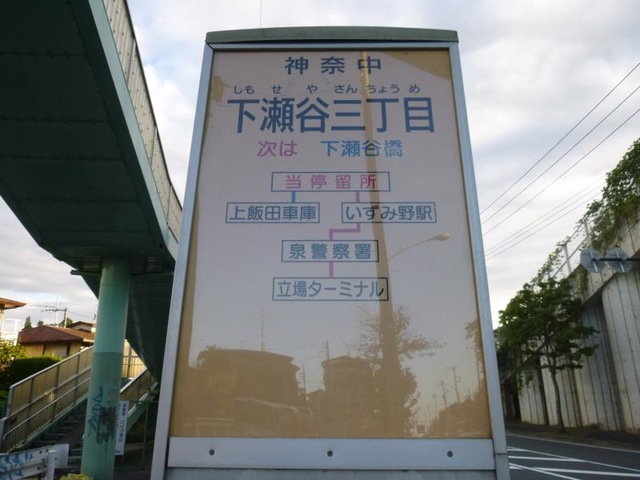 神奈中
しもせやさんちょうめ
下瀬谷三丁目
次は 下瀬谷橋
当停留所
上飯田車庫 いずみ野駅
泉警察署
立場ターミナル